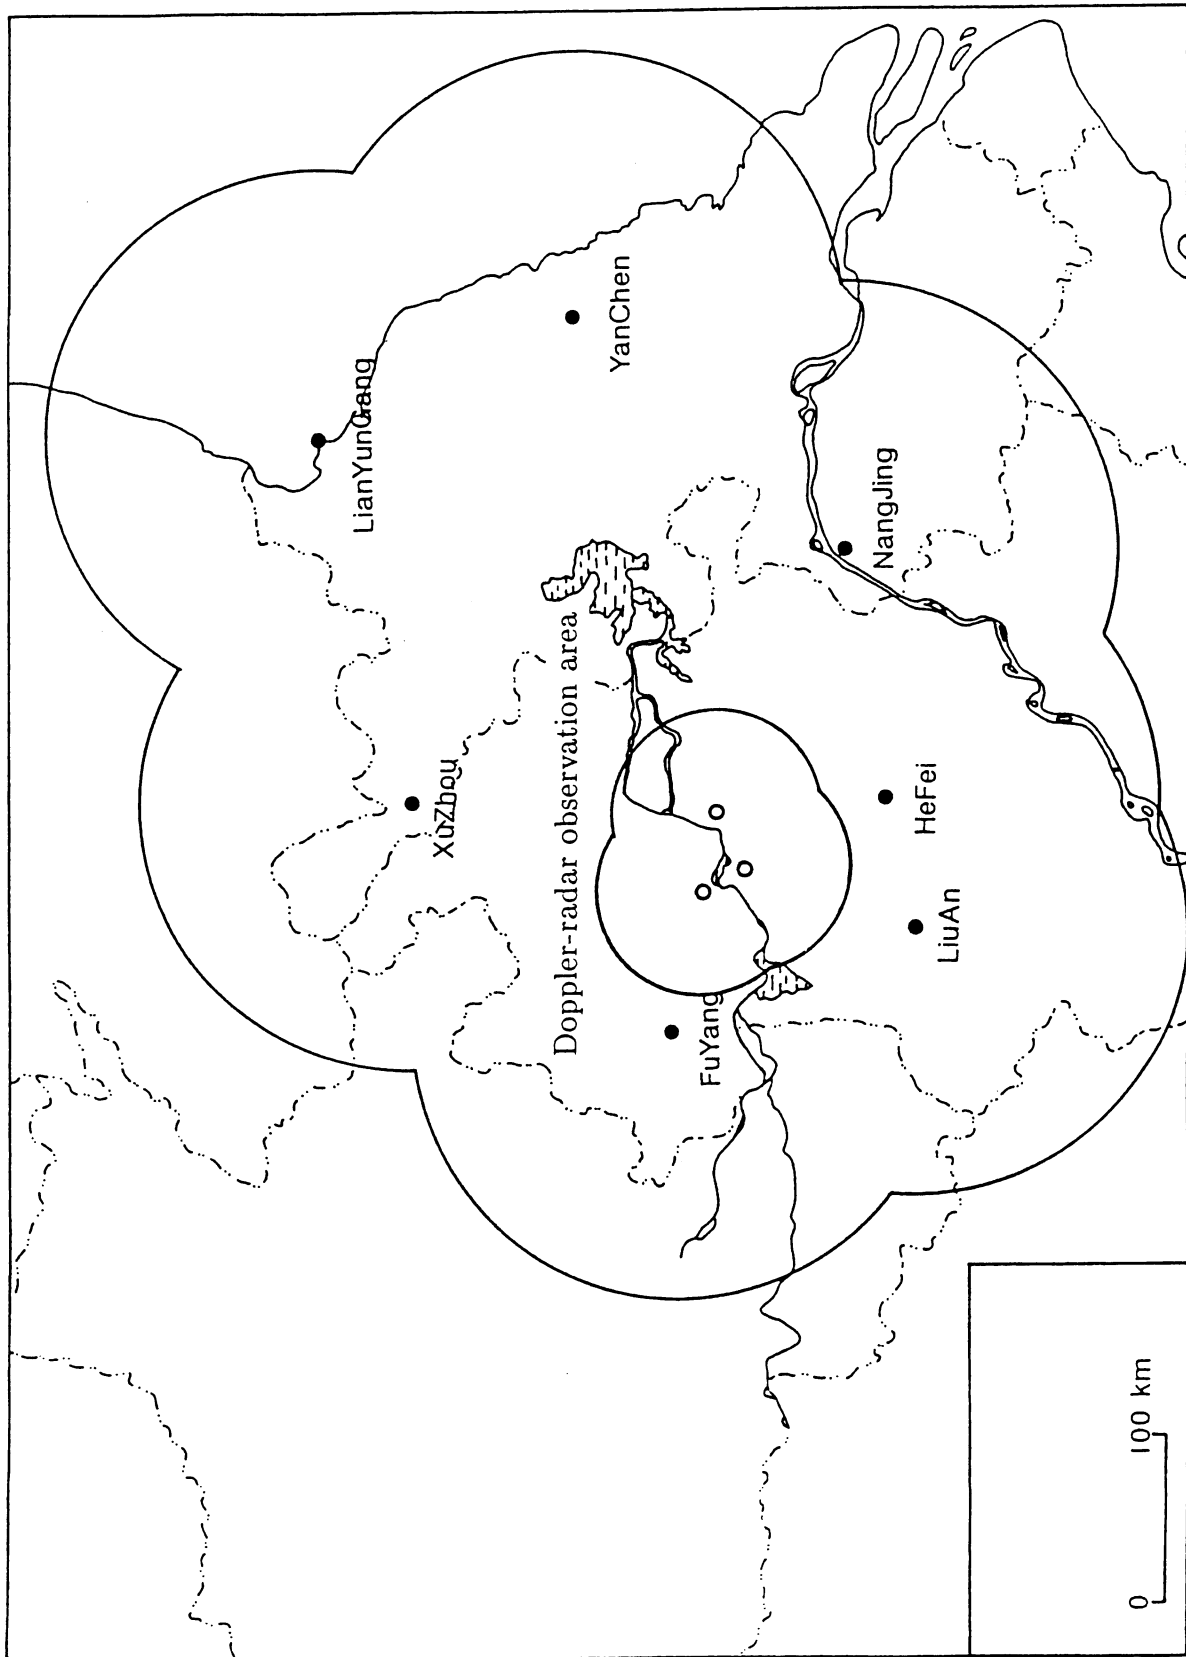 LianYunGang
XuZhou
YanChen
Doppler-radar observation area
FuYang
NangJing
HeFei
LiuAn
0 100 km